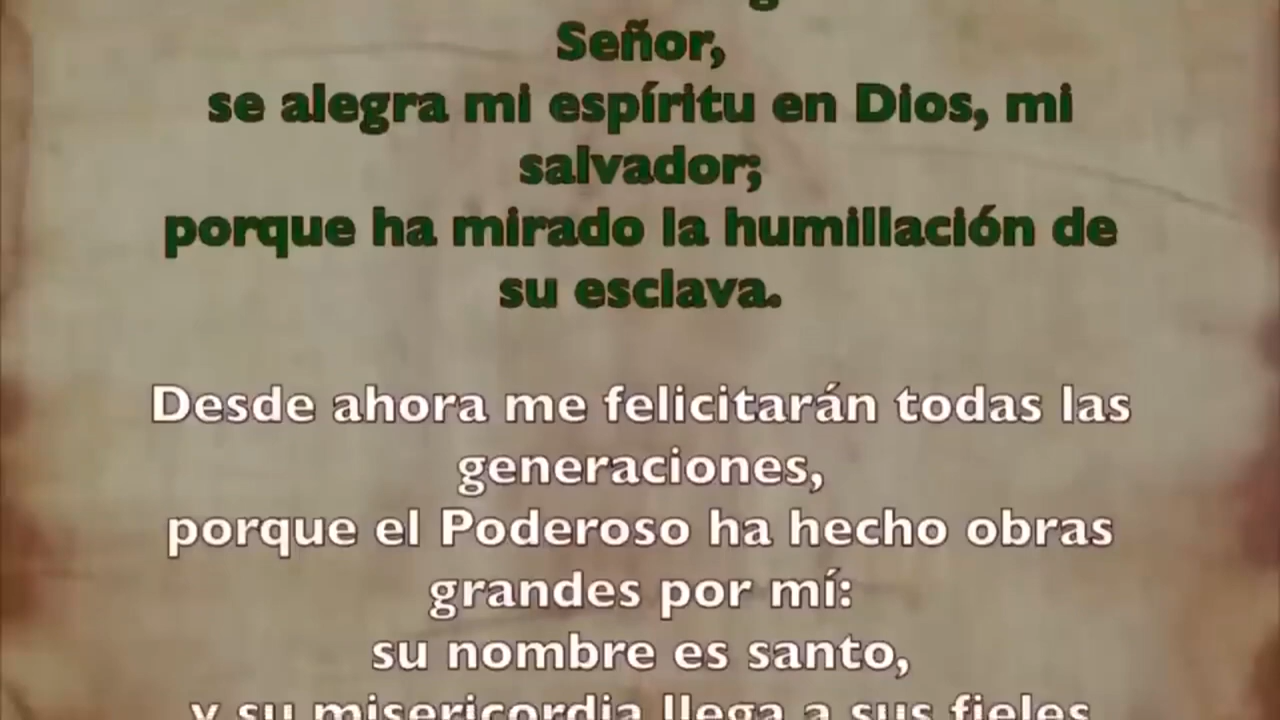 Señor,
se alegra mi espíritu en Dios, mi
salvador;
porque ha mirado la humillación de
su esclava.
Desde ahora me felicitarán todas las
generaciones,
porque el Poderoso ha hecho obras
grandes por mí:
su nombre es santo,
y su misericordia llega a sus fieles